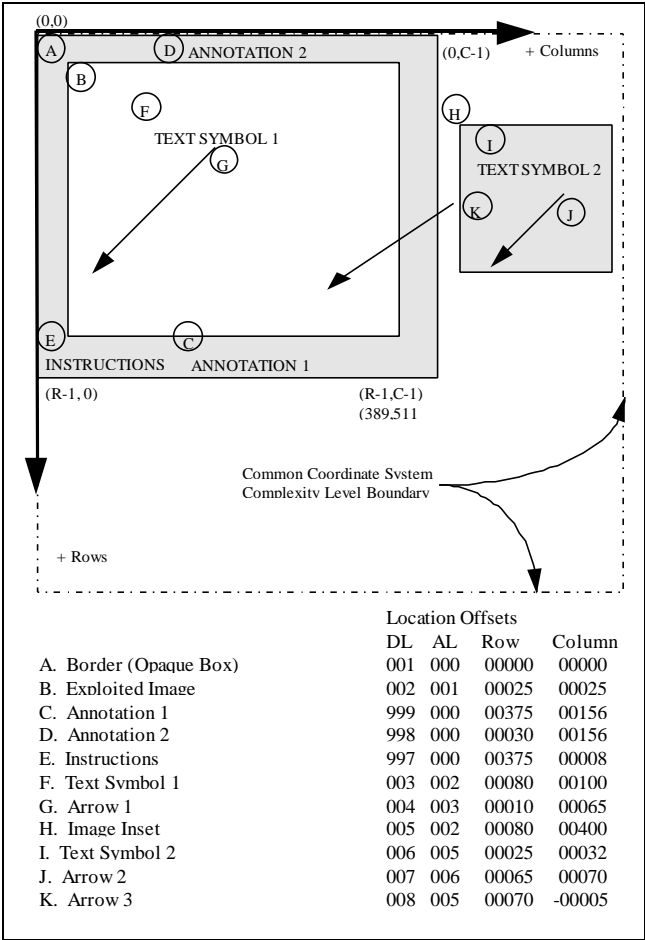 (0,0)
A D ANNOTATION 2 (0,C-1) + Columns
B
F H
TEXT SYMBOL 1 I
G TEXT SYMBOL 2
K J
E C
INSTRUCTIONS ANNOTATION 1
(R-1, 0) (R-1,C-1)
(389,511
Common Coordinate System
Complexity Level Boundary
+ Rows
Location Offsets
DL AL Row Column
A. Border (Opaque Box) 001 000 00000 00000
B. Exploited Image 002 001 00025 00025
C. Annotation 1 999 000 00375 00156
D. Annotation 2 998 000 00030 00156
E. Instructions 997 000 00375 00008
F. Text Symbol 1 003 002 00080 00100
G. Arrow 1 004 003 00010 00065
H. Image Inset 005 002 00080 00400
I. Text Symbol 2 006 005 00025 00032
J. Arrow 2 007 006 00065 00070
K. Arrow 3 008 005 00070 -00005